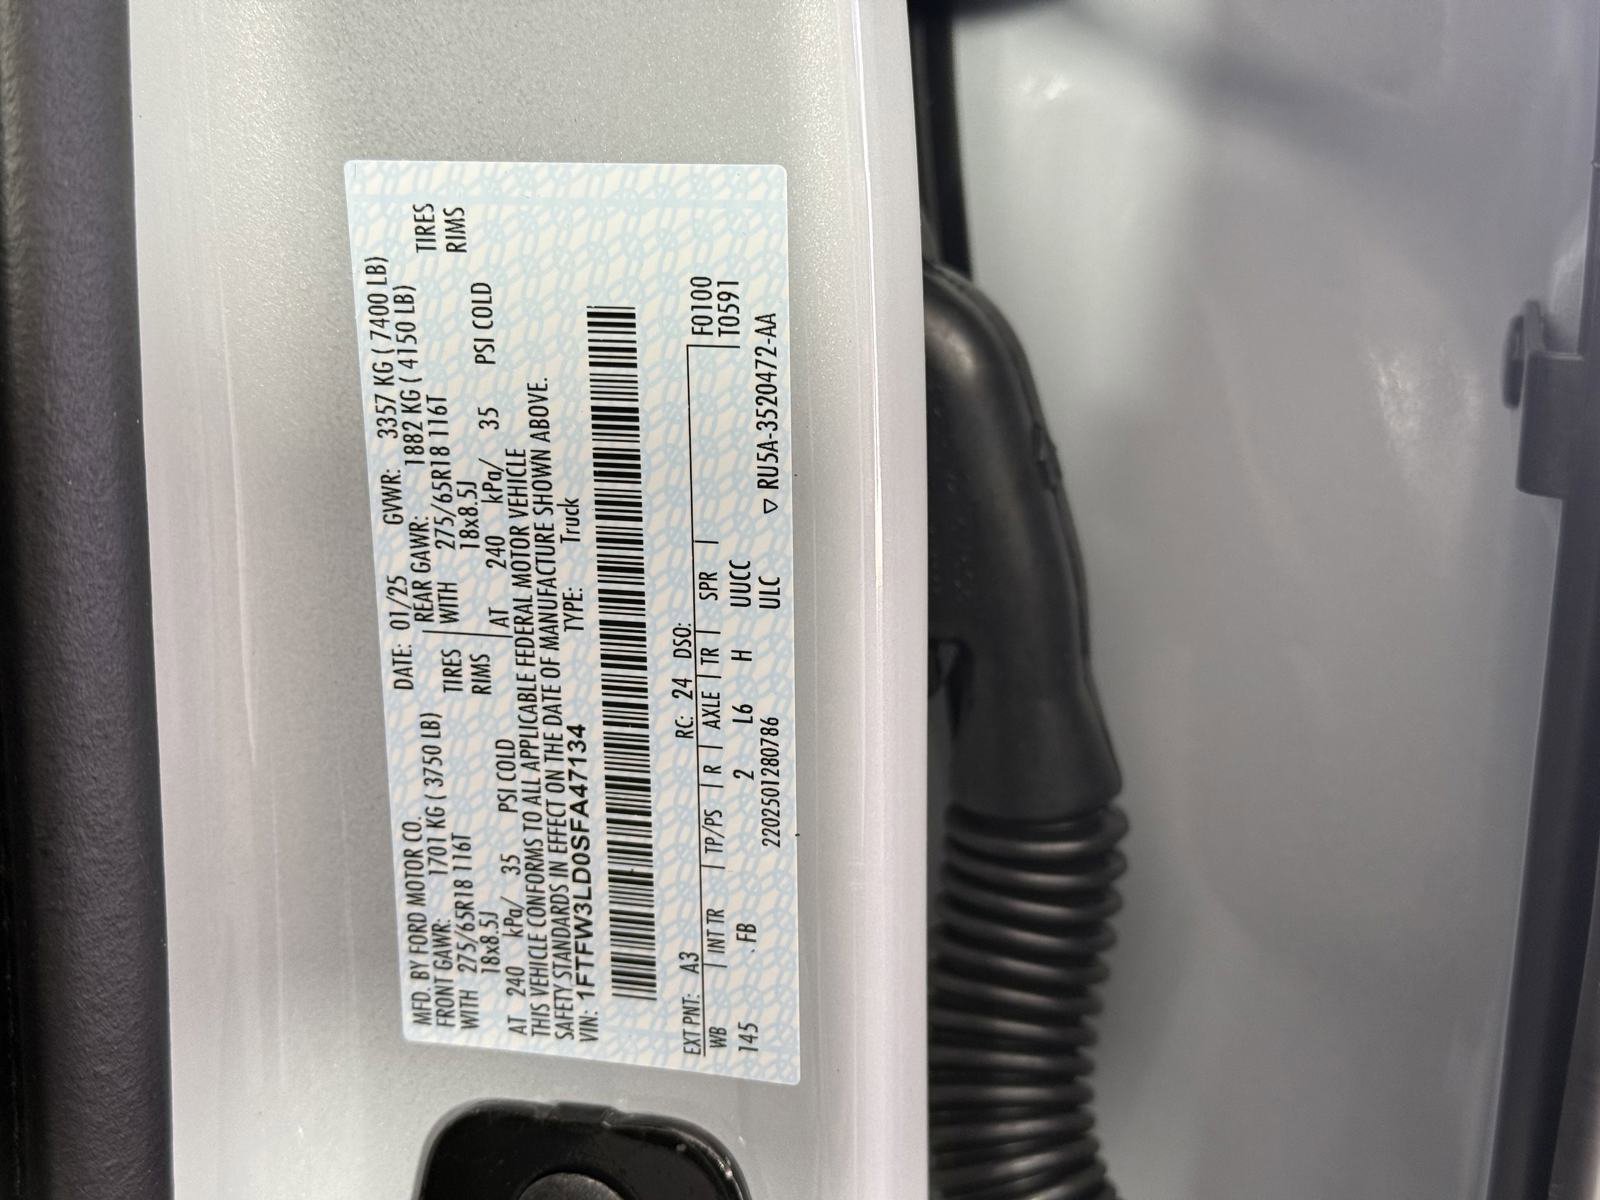 MFD. BY FORD MOTOR CO. DATE: 01/25 GVWR: 3357 KG ( 7400 LB)
FRONT GAWR: 1701 KG ( 3750 LB) REAR GAWR: 1882 KG ( 4150 LB)
WITH 275/65R18 116T TIRES WITH 275/65R18 116T TIRES
18x8.5J RIMS 18x8.5J RIMS
AT 240 kPa/ 35 PSI COLD AT 240 kPa/ 35 PSI COLD
THIS VEHICLE CONFORMS TO ALL APPLICABLE FEDERAL MOTOR VEHICLE
SAFETY STANDARDS IN EFFECT ON THE DATE OF MANUFACTURE SHOWN ABOVE.
VIN: 1FTFW3LD0SFA47134 TYPE: Truck
EXT PNT: A3 RC: 24 DSO: F0100
WB | INT TR | TP/PS | R | AXLE | TR | SPR | T0591
145 . FB 2 L6 H UUCC
2202501280786 ULC ▽ RU5A-3520472-AA